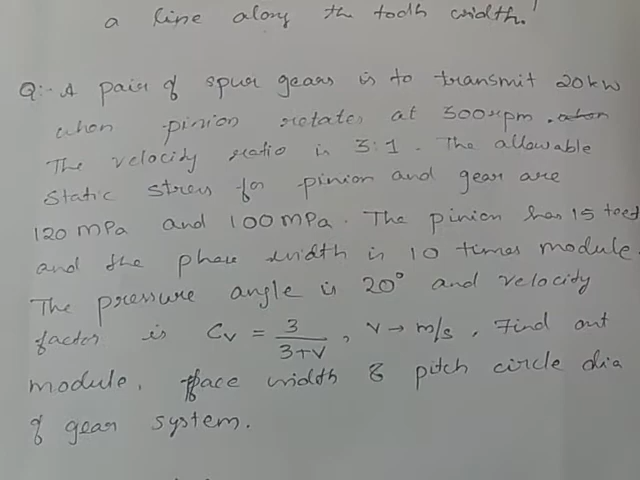 a line along the tooth width.
Q:- A pair of spur gears is to transmit 20kw
when pinion rotates at 300rpm.
The velocity ratio is 3:1. The allowable
static stress for pinion and gear are
120 MPa and 100 MPa. The pinion has 15 teet
and the phase width is 10 times module.
The pressure angle is 20° and velocity
factor is Cv = 3/3+v, v → m/s, Find out
module, face width & pitch circle dia
of gear system.